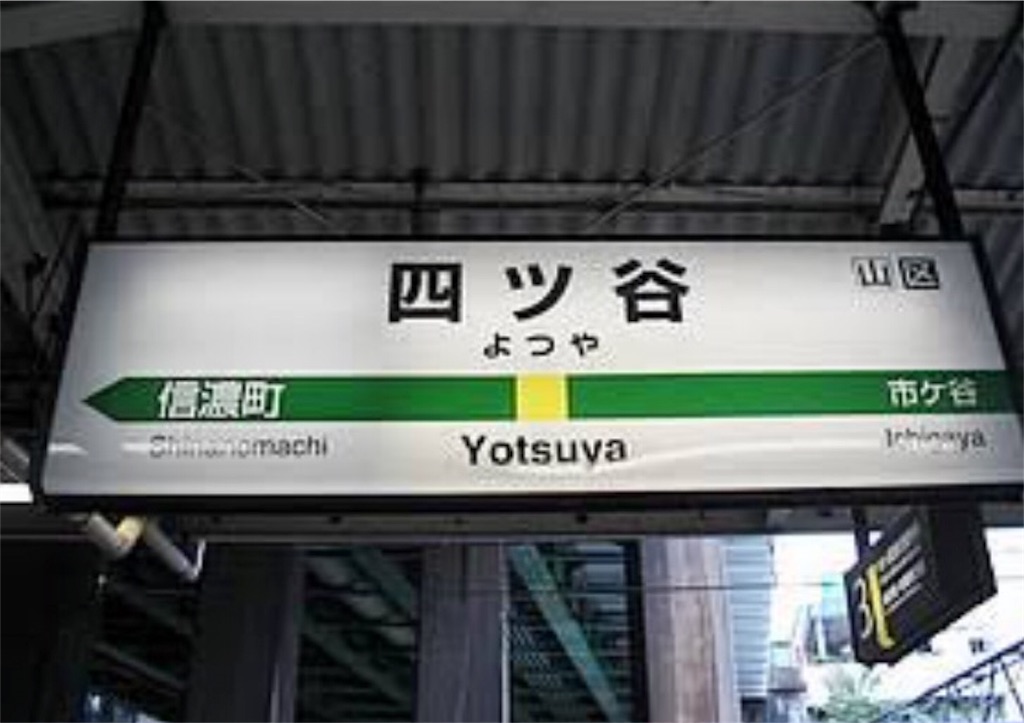 四ツ谷
山区
よつや
信濃町
市ケ谷
Shinanomachi
Yotsuya
Ichigaya
3